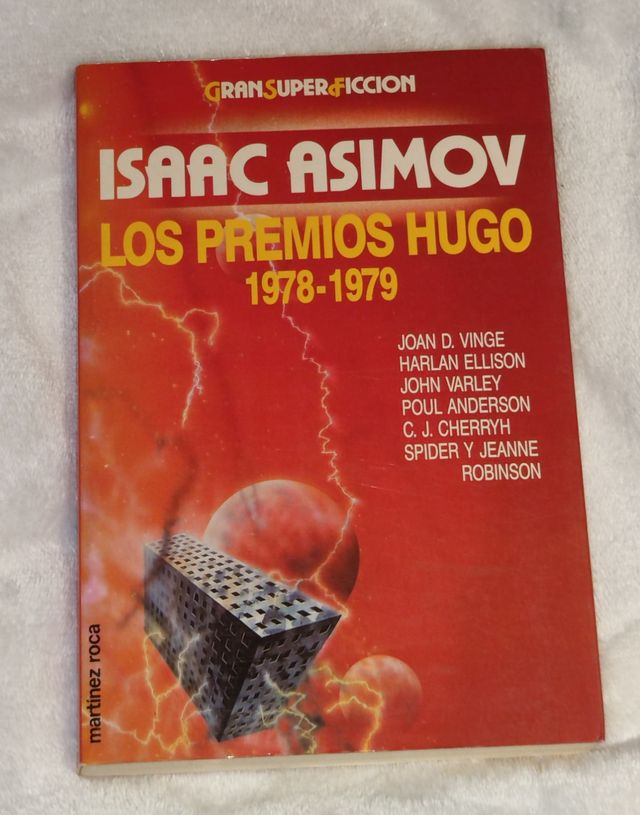 GRANSUPERFICCION
ISAAC ASIMOV
LOS PREMIOS HUGO
1978-1979
JOAN D. VINGE
HARLAN ELLISON
JOHN VARLEY
POUL ANDERSON
C. J. CHERRYH
SPIDER Y JEANNE
ROBINSON
martínez roca